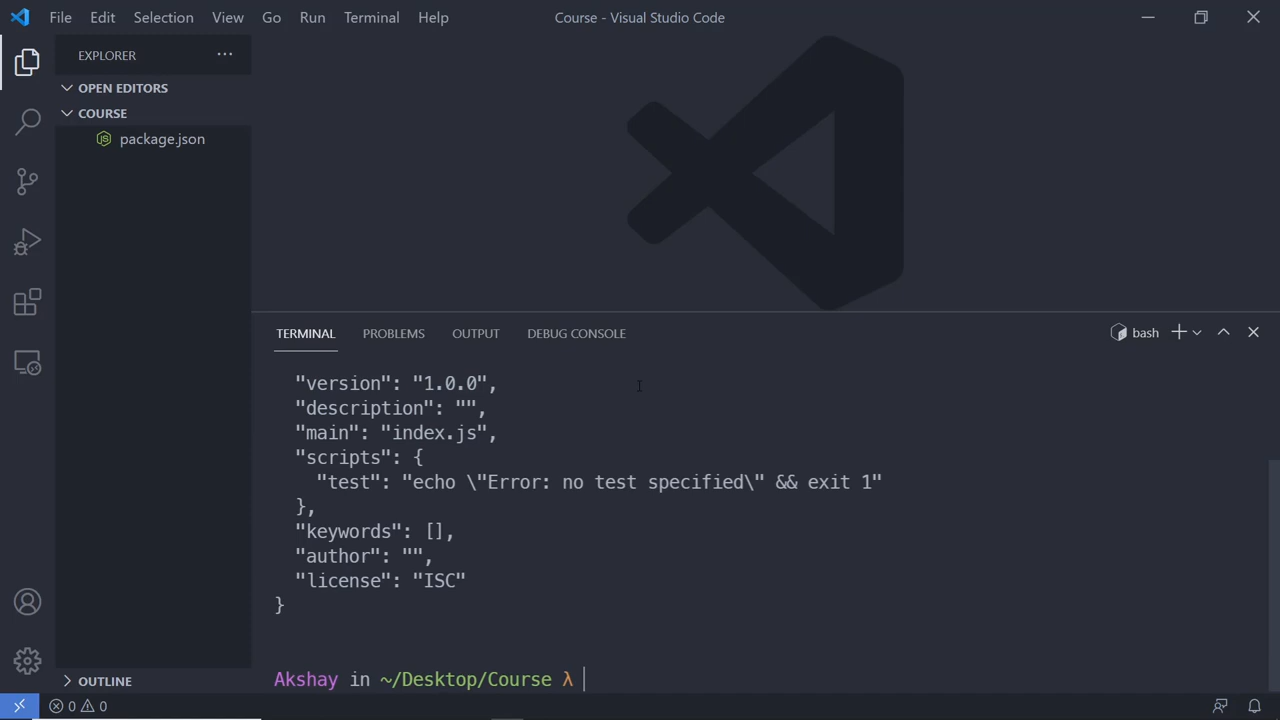 File Edit Selection View Go Run Terminal Help Course - Visual Studio Code
EXPLORER
OPEN EDITORS
COURSE
package.json
TERMINAL PROBLEMS OUTPUT DEBUG CONSOLE bash
"version": "1.0.0",
"description": "",
"main": "index.js",
"scripts": {
"test": "echo \"Error: no test specified\" && exit 1"
},
"keywords": [],
"author": "",
"license": "ISC"
}
Akshay in ~/Desktop/Course λ
OUTLINE
0 0